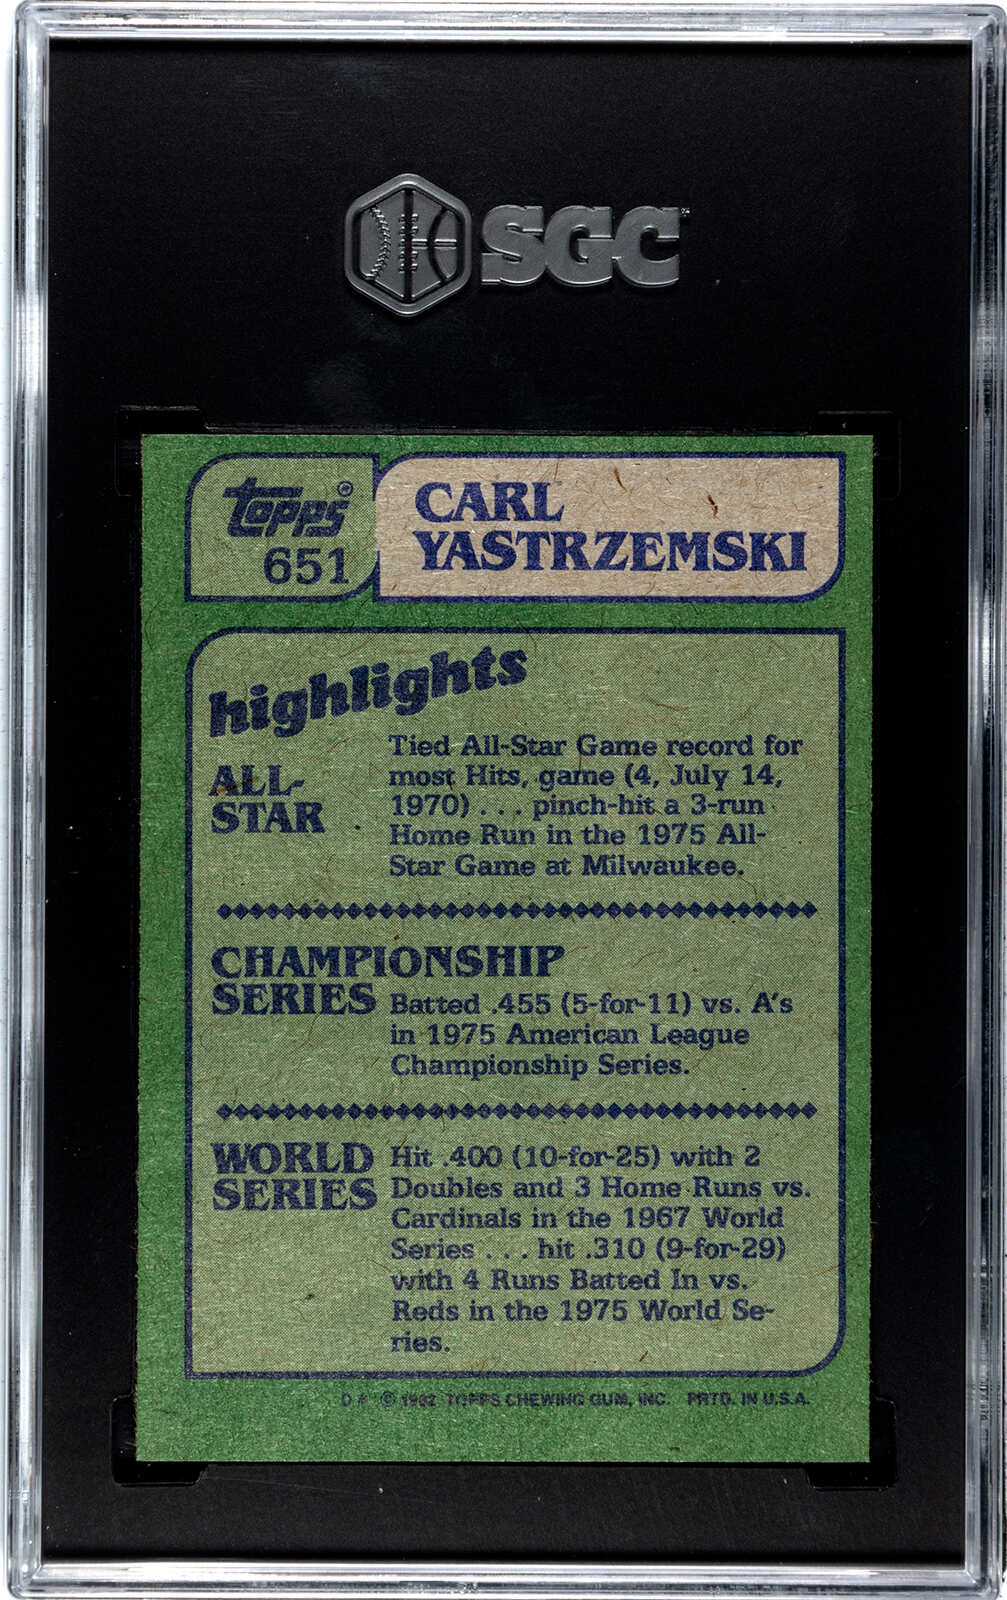 SGC
topps®
651
CARL
YASTRZEMSKI
highlights
ALL-
STAR
Tied All-Star Game record for
most Hits, game (4, July 14,
1970) . . . pinch-hit a 3-run
Home Run in the 1975 All-
Star Game at Milwaukee.
CHAMPIONSHIP
SERIES
Batted .455 (5-for-11) vs. A's
in 1975 American League
Championship Series.
WORLD
SERIES
Hit .400 (10-for-25) with 2
Doubles and 3 Home Runs vs.
Cardinals in the 1967 World
Series . . . hit .310 (9-for-29)
with 4 Runs Batted In vs.
Reds in the 1975 World Se-
ries.
D # © 1982 TOPPS CHEWING GUM, INC. PRTD. IN U.S.A.